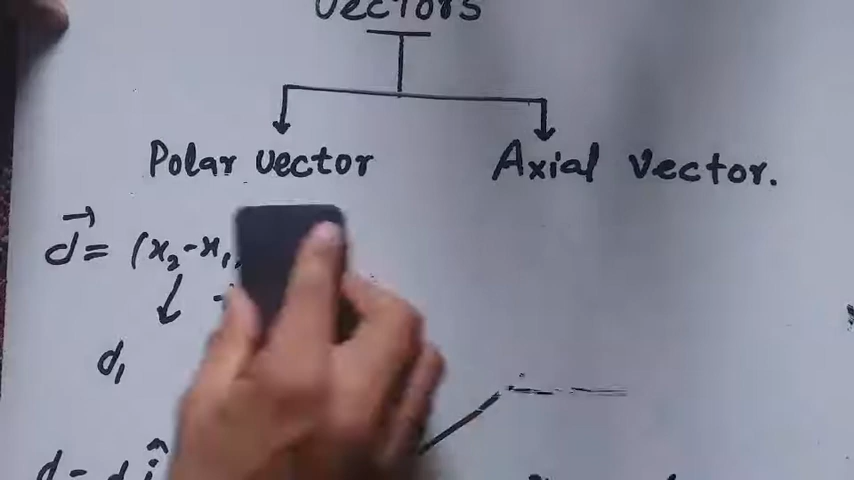 Vectors
Polar vector
Axial vector.
d⃗ = (x₂-x₁
d₁
d = d î